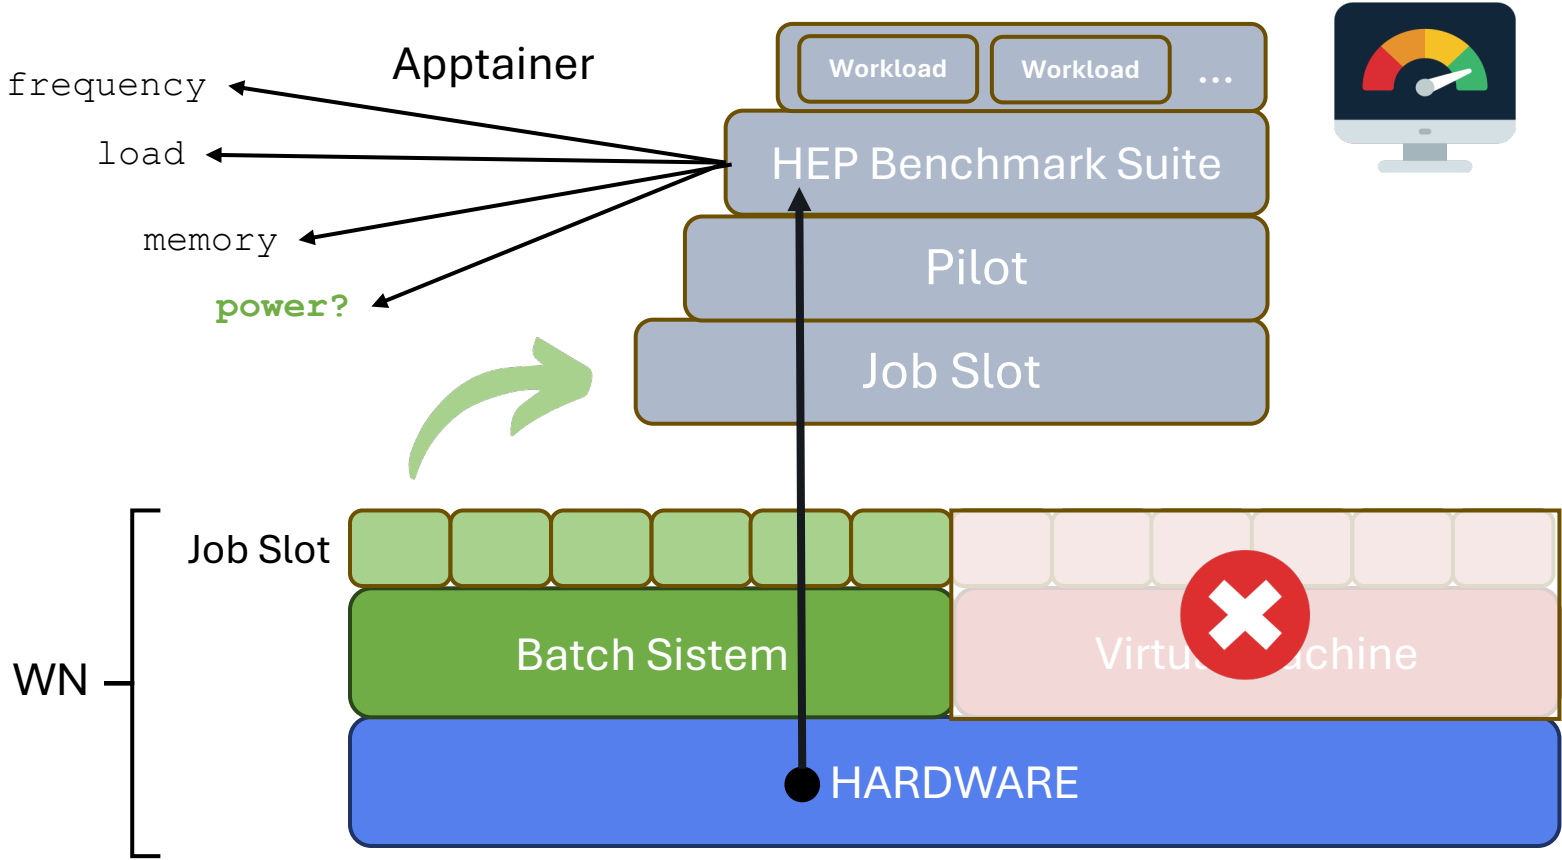 Apptainer
frequency
load
memory
power?
Workload
Workload
...
HEP Benchmark Suite
Pilot
Job Slot
Job Slot
WN
Batch Sistem
HARDWARE